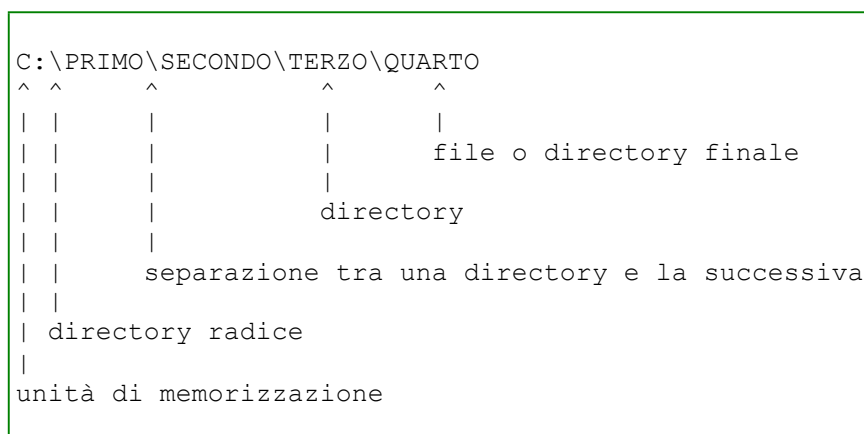 C:\PRIMO\SECONDO\TERZO\QUARTO
^ ^     ^          ^      ^
| |     |          |      |
| |     |          |      file o directory finale
| |     |          |
| |     |          directory
| |     |
| |     separazione tra una directory e la successiva
| |
| directory radice
|
unità di memorizzazione